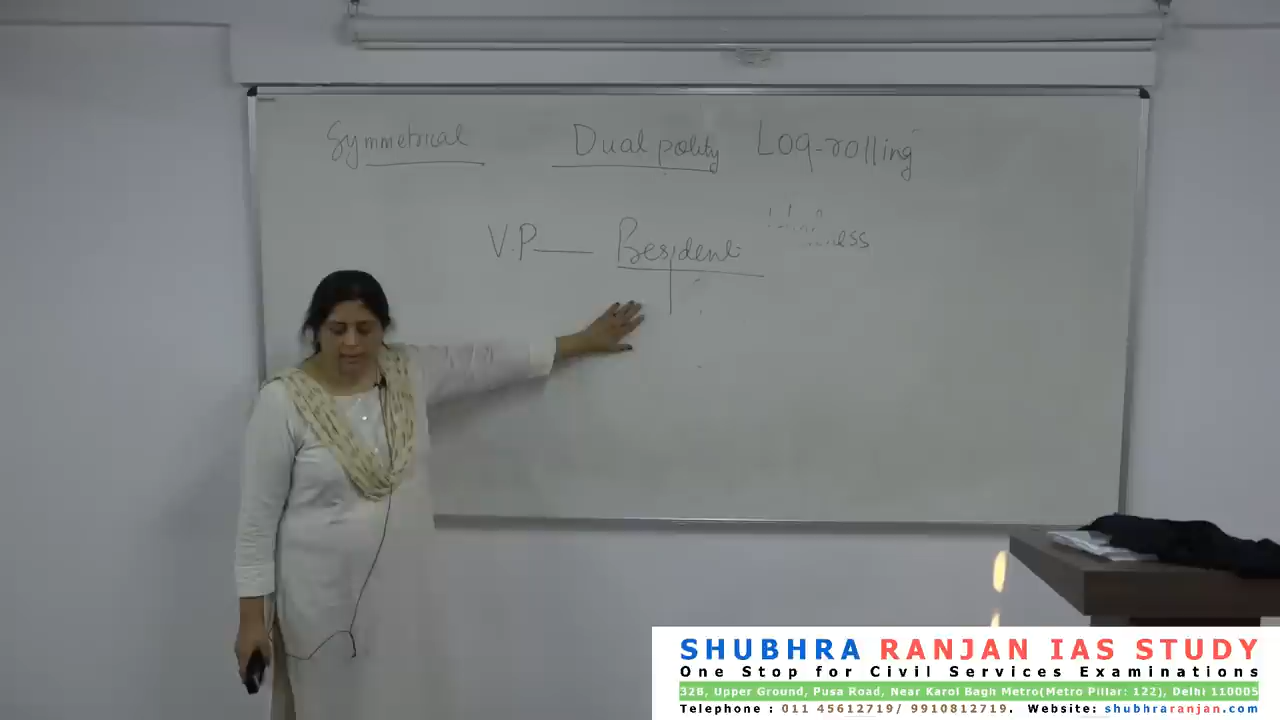 Symmetrical Dual polity Log-rolling
V.P — President
SHUBHRA RANJAN IAS STUDY
One Stop for Civil Services Examinations
32B, Upper Ground, Pusa Road, Near Karol Bagh Metro(Metro Pillar: 122), Delhi 110005
Telephone : 011 45612719/ 9910812719. Website: shubhraranjan.com